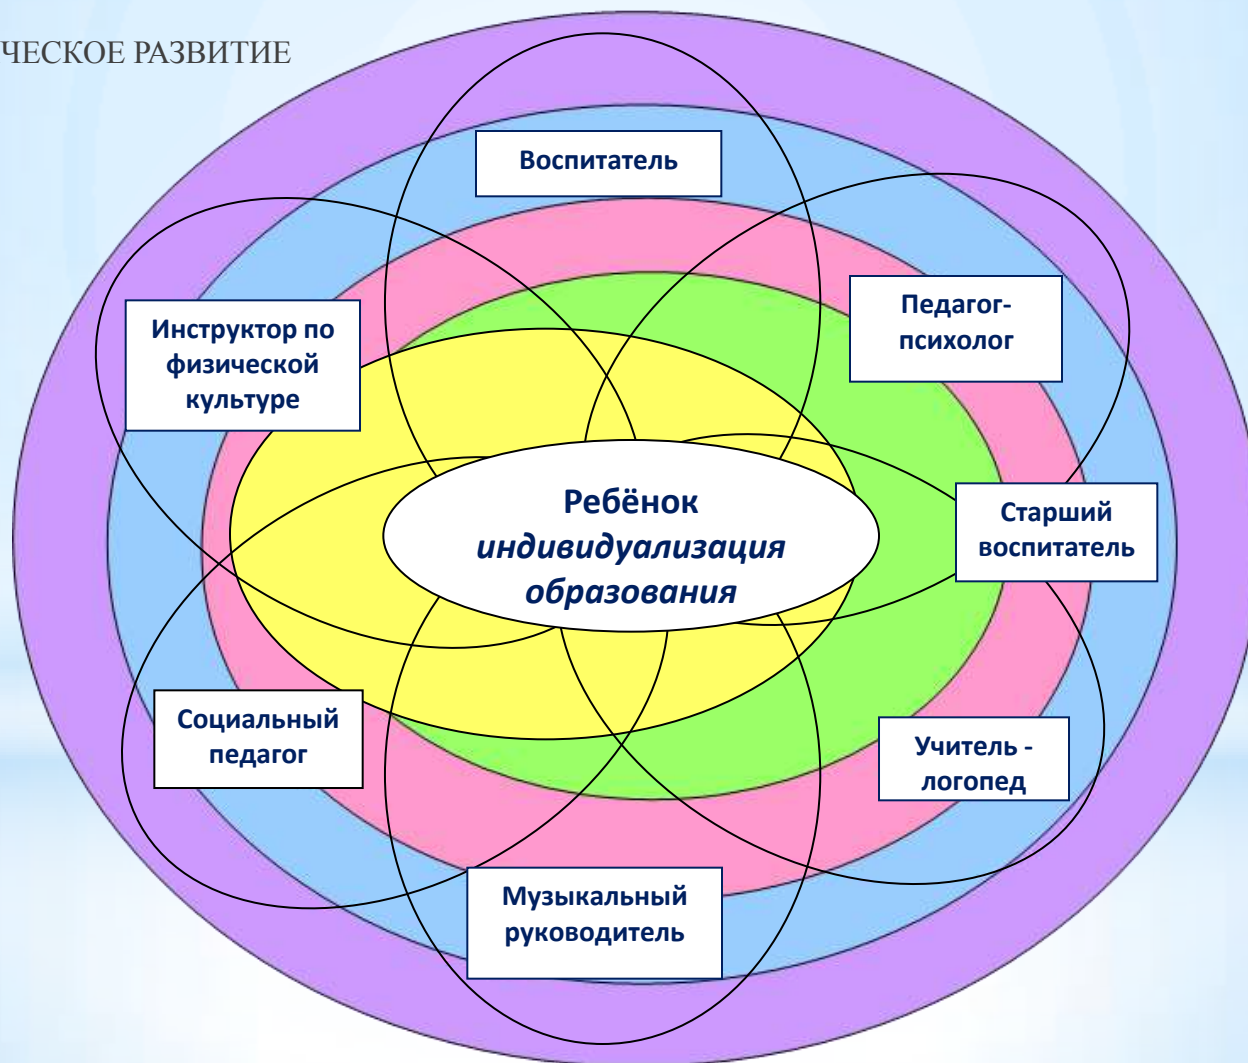 ЧЕСКОЕ РАЗВИТИЕ
Воспитатель
Педагог-
психолог
Инструктор по
физической
культуре
Ребёнок
индивидуализация
образования
Старший
воспитатель
Социальный
педагог
Учитель -
логопед
Музыкальный
руководитель